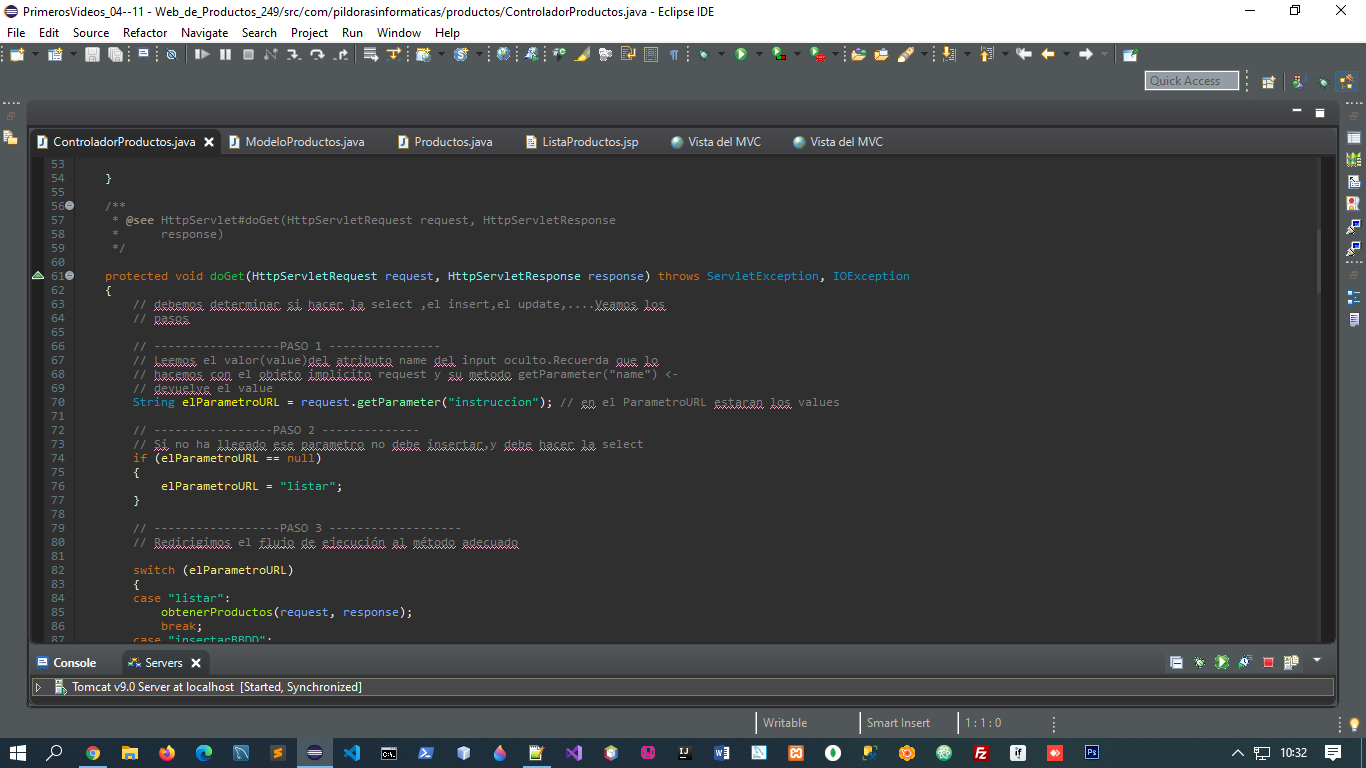 PrimerosVideos_04--11 - Web_de_Productos_249/src/com/pildorasinformaticas/productos/ControladorProductos.java - Eclipse IDE
File Edit Source Refactor Navigate Search Project Run Window Help
Quick Access
ControladorProductos.java ModeloProductos.java Productos.java ListaProductos.jsp Vista del MVC Vista del MVC
53
54 }
55
56 /**
57 * @see HttpServlet#doGet(HttpServletRequest request, HttpServletResponse
58 * response)
59 */
60
61 protected void doGet(HttpServletRequest request, HttpServletResponse response) throws ServletException, IOException
62 {
63 // debemos determinar si hacer la select ,el insert,el update,....Veamos los
64 // pasos
65
66 // ------------------PASO 1 ----------------
67 // Leemos el valor(value)del atributo name del input oculto.Recuerda que lo
68 // hacemos con el objeto implicito request y su metodo getParameter("name") <-
69 // devuelve el value
70 String elParametroURL = request.getParameter("instruccion"); // en el ParametroURL estaran los values
71
72 // -----------------PASO 2 --------------
73 // Si no ha llegado ese parametro no debe insertar,y debe hacer la select
74 if (elParametroURL == null)
75 {
76 elParametroURL = "listar";
77 }
78
79 // ------------------PASO 3 -------------------
80 // Redirigimos el flujo de ejecución al método adecuado
81
82 switch (elParametroURL)
83 {
84 case "listar":
85 obtenerProductos(request, response);
86 break;
87 case "insertarBBDD":
Console Servers
Tomcat v9.0 Server at localhost [Started, Synchronized]
Writable Smart Insert 1 : 1 : 0
10:32